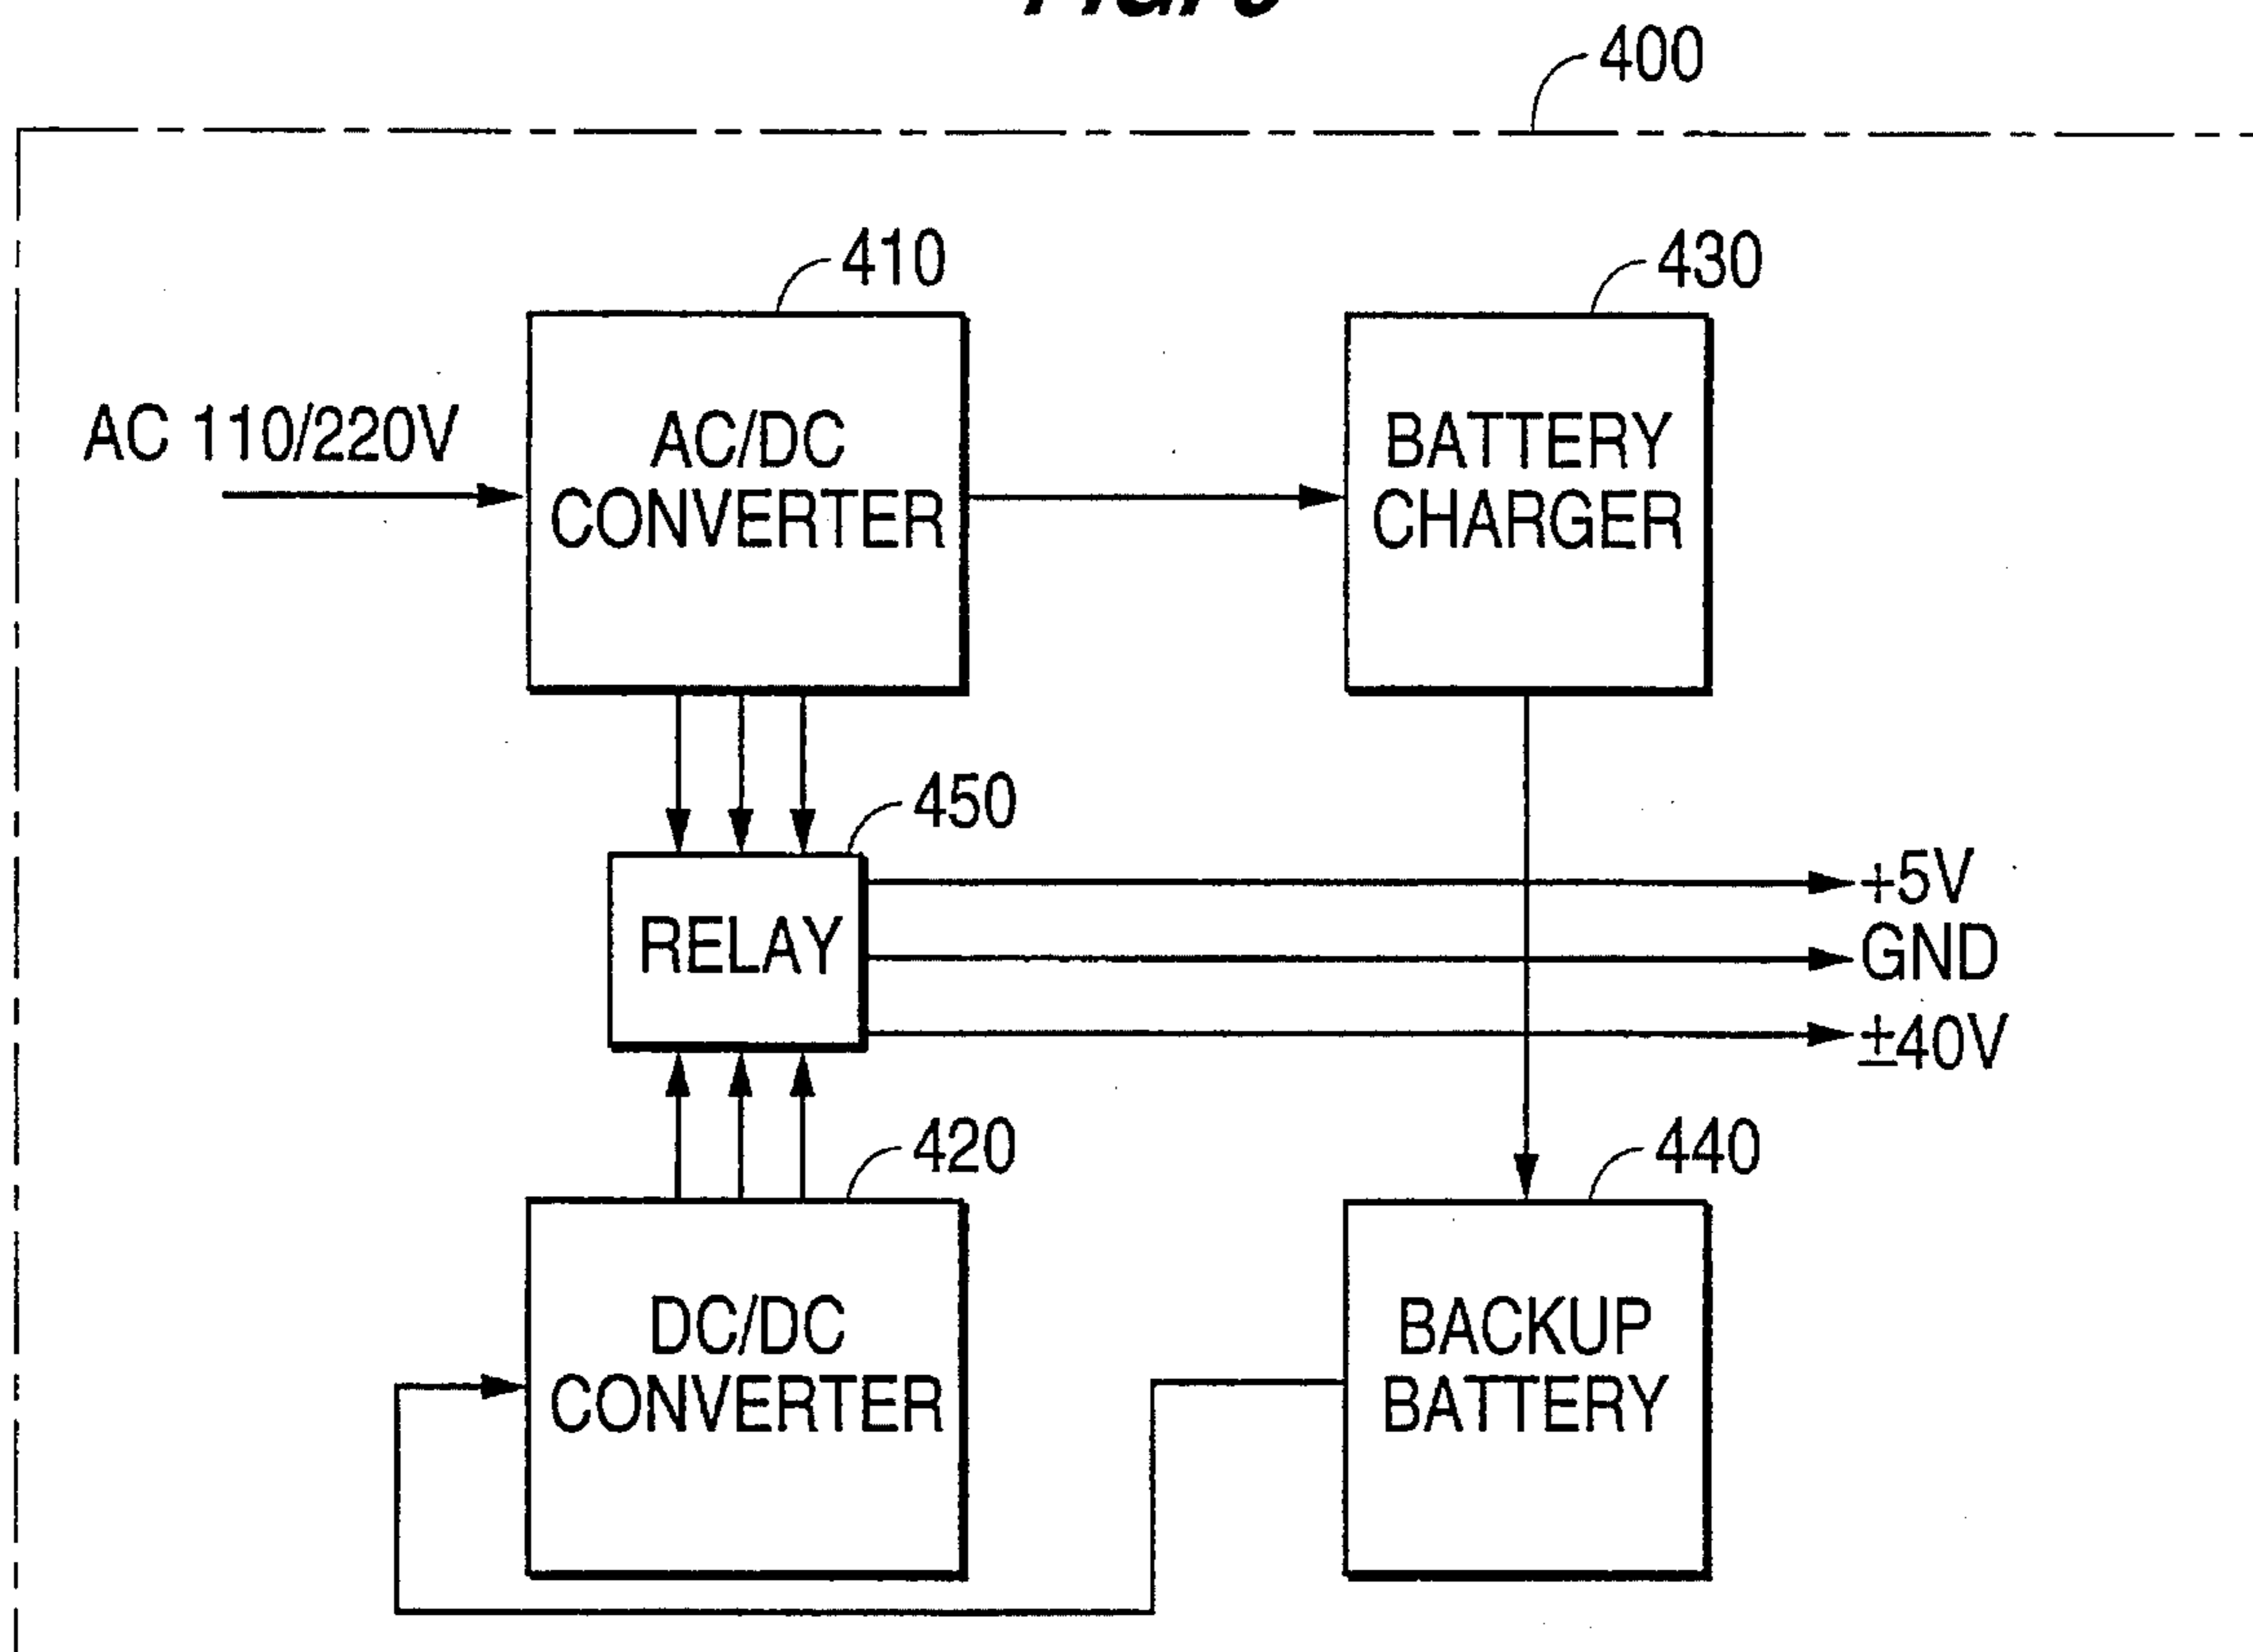 400
410
430
AC 110/220V
AC/DC
CONVERTER
BATTERY
CHARGER
450
+5V
RELAY
GND
±40V
420
440
DC/DC
CONVERTER
BACKUP
BATTERY